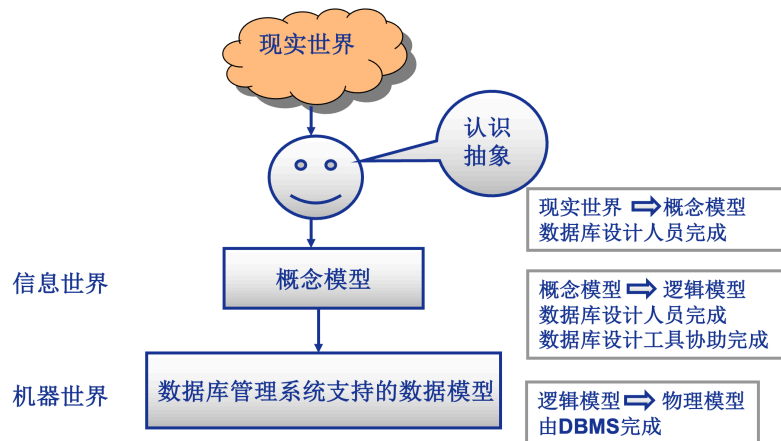 现实世界
认识
抽象
现实世界 ⇨ 概念模型
数据库设计人员完成
信息世界
概念模型
概念模型 ⇨ 逻辑模型
数据库设计人员完成
数据库设计工具协助完成
机器世界
数据库管理系统支持的数据模型
逻辑模型 ⇨ 物理模型
由DBMS完成